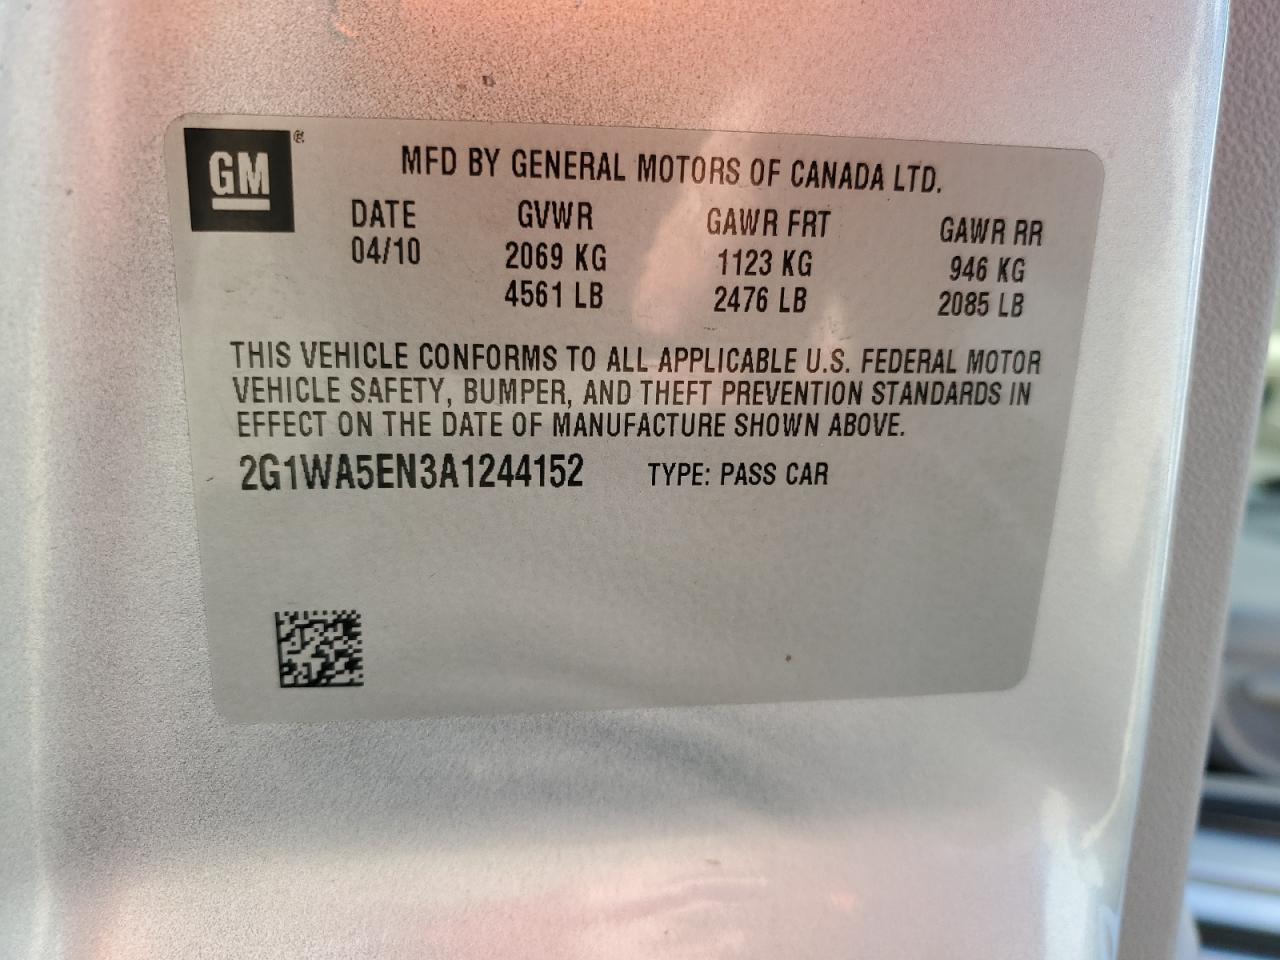 GM ®
MFD BY GENERAL MOTORS OF CANADA LTD.
DATE GVWR GAWR FRT GAWR RR
04/10 2069 KG 1123 KG 946 KG
4561 LB 2476 LB 2085 LB
THIS VEHICLE CONFORMS TO ALL APPLICABLE U.S. FEDERAL MOTOR
VEHICLE SAFETY, BUMPER, AND THEFT PREVENTION STANDARDS IN
EFFECT ON THE DATE OF MANUFACTURE SHOWN ABOVE.
2G1WA5EN3A1244152 TYPE: PASS CAR